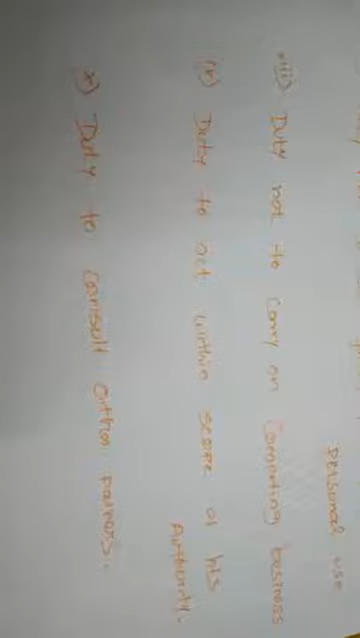 personal use
viii) Duty not to carry on Competing business
ix) Duty to act within scope of his
Authority.
x) Duty to consult other partners.